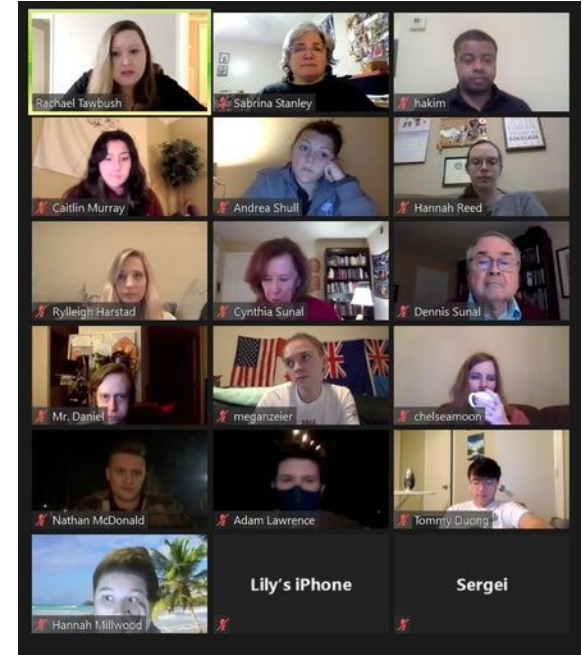 Rachael Tawbush
Sabrina Stanley
hakim
Caitlin Murray
Andrea Shull
Hannah Reed
Rylleigh Harstad
Cynthia Sunal
Dennis Sunal
Mr. Daniel
meganzeier
chelseamoon
Nathan McDonald
Adam Lawrence
Tommy Duong
Hannah Millwood
Lily's iPhone
Sergei